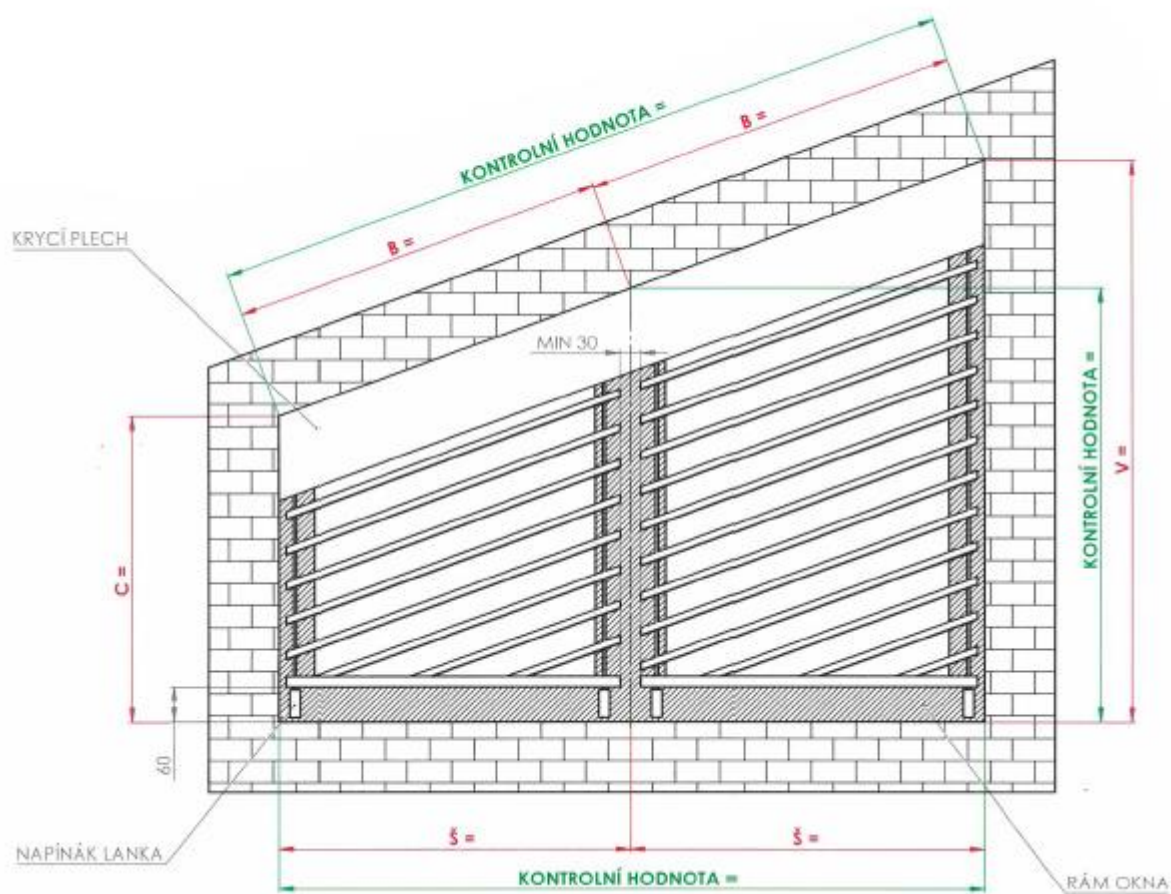 KONTROLNÍ HODNOTA =
B =
B =
KRYCÍ PLECH
MIN 30
KONTROLNÍ HODNOTA =
V =
C =
60
NAPÍNÁK LANKA
Š =
Š =
KONTROLNÍ HODNOTA =
RÁM OKNA